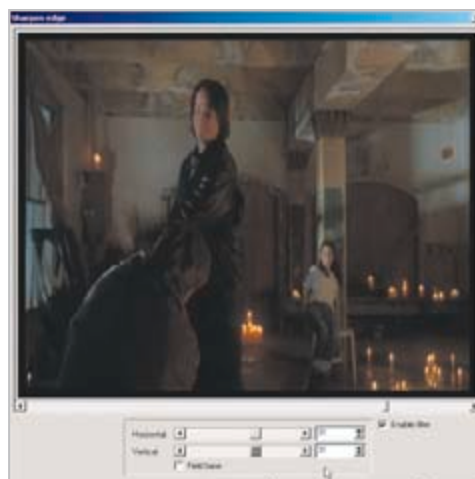 Sharpen edge
Enable filter
Horizontal
Vertical
Field base